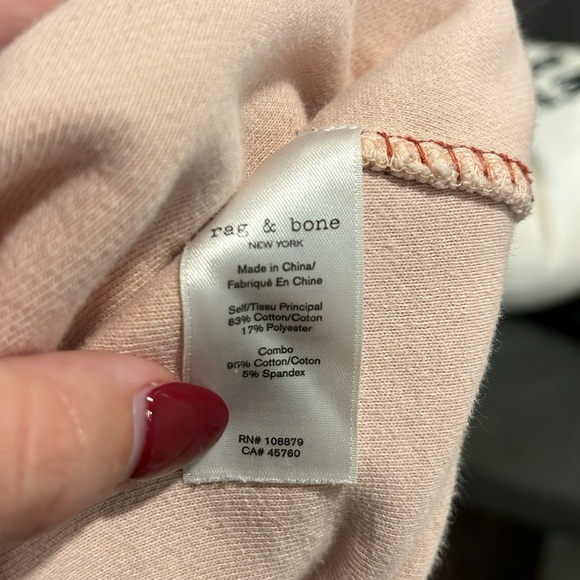 rag & bone
NEW YORK
Made in China/
Fabriqué En Chine
Self/Tissu Principal
83% Cotton/Coton
17% Polyester
Combo
95% Cotton/Coton
5% Spandex
RN# 108879
CA# 45760